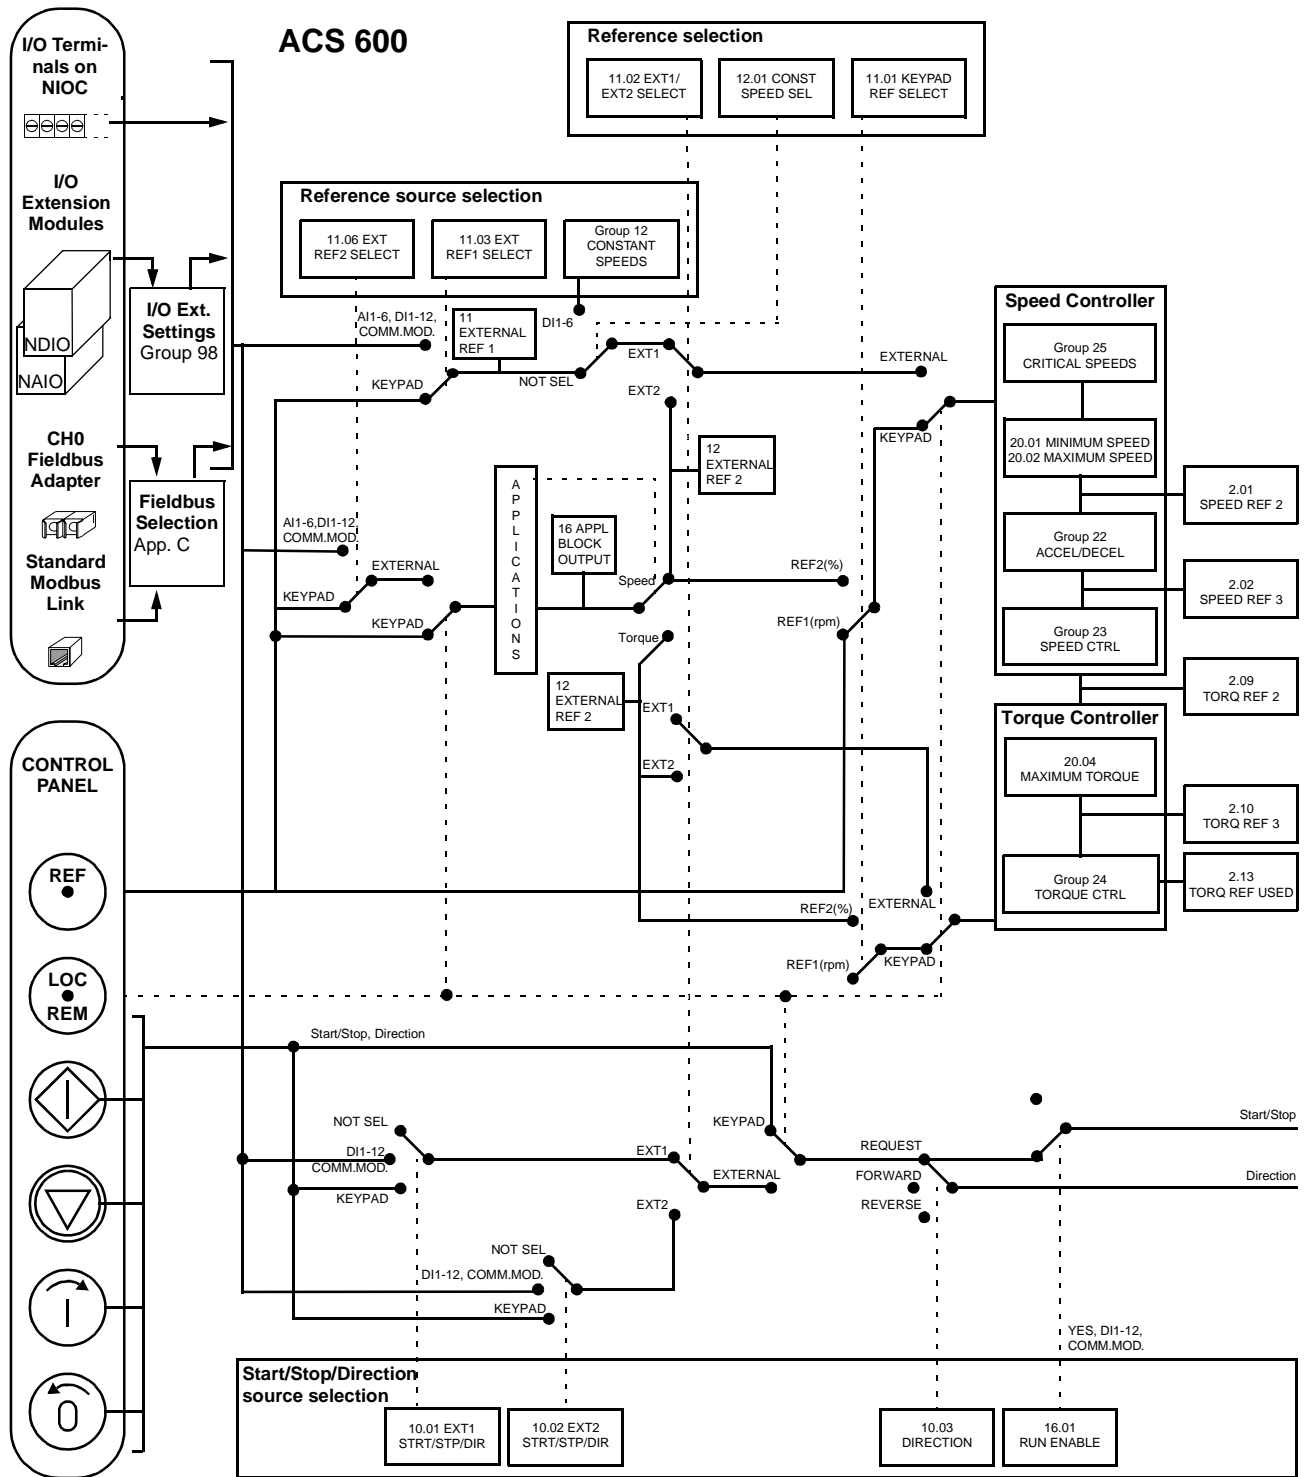 ACS 600
I/O Termi-
nals on
NIOC
I/O
Extension
Modules
NDIO
NAIO
I/O Ext.
Settings
Group 98
CH0
Fieldbus
Adapter
Fieldbus
Selection
App. C
Standard
Modbus
Link
Reference selection
11.02 EXT1/
EXT2 SELECT
12.01 CONST
SPEED SEL
11.01 KEYPAD
REF SELECT
Reference source selection
11.06 EXT
REF2 SELECT
11.03 EXT
REF1 SELECT
Group 12
CONSTANT
SPEEDS
AI1-6, DI1-12,
COMM.MOD.
11
EXTERNAL
REF 1
DI1-6
KEYPAD
NOT SEL
EXT1
EXT2
EXTERNAL
KEYPAD
12
EXTERNAL
REF 2
AI1-6,DI1-12,
COMM.MOD.
EXTERNAL
KEYPAD
KEYPAD
APPLICATIONS
16 APPL
BLOCK
OUTPUT
Speed
Torque
REF2(%)
REF1(rpm)
12
EXTERNAL
REF 2
EXT1
EXT2
Speed Controller
Group 25
CRITICAL SPEEDS
20.01 MINIMUM SPEED
20.02 MAXIMUM SPEED
2.01
SPEED REF 2
Group 22
ACCEL/DECEL
2.02
SPEED REF 3
Group 23
SPEED CTRL
2.09
TORQ REF 2
Torque Controller
20.04
MAXIMUM TORQUE
2.10
TORQ REF 3
Group 24
TORQUE CTRL
2.13
TORQ REF USED
REF2(%)
EXTERNAL
REF1(rpm)
KEYPAD
CONTROL
PANEL
REF
LOC
REM
Start/Stop, Direction
NOT SEL
DI1-12,
COMM.MOD.
KEYPAD
EXT1
EXT2
KEYPAD
EXTERNAL
REQUEST
FORWARD
REVERSE
Start/Stop
Direction
NOT SEL
DI1-12, COMM.MOD.
KEYPAD
YES, DI1-12,
COMM.MOD.
Start/Stop/Direction
source selection
10.01 EXT1
STRT/STP/DIR
10.02 EXT2
STRT/STP/DIR
10.03
DIRECTION
16.01
RUN ENABLE